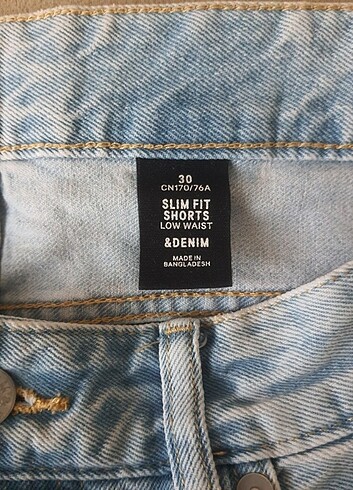 30
CN170/76A
SLIM FIT
SHORTS
LOW WAIST
&DENIM
MADE IN
BANGLADESH